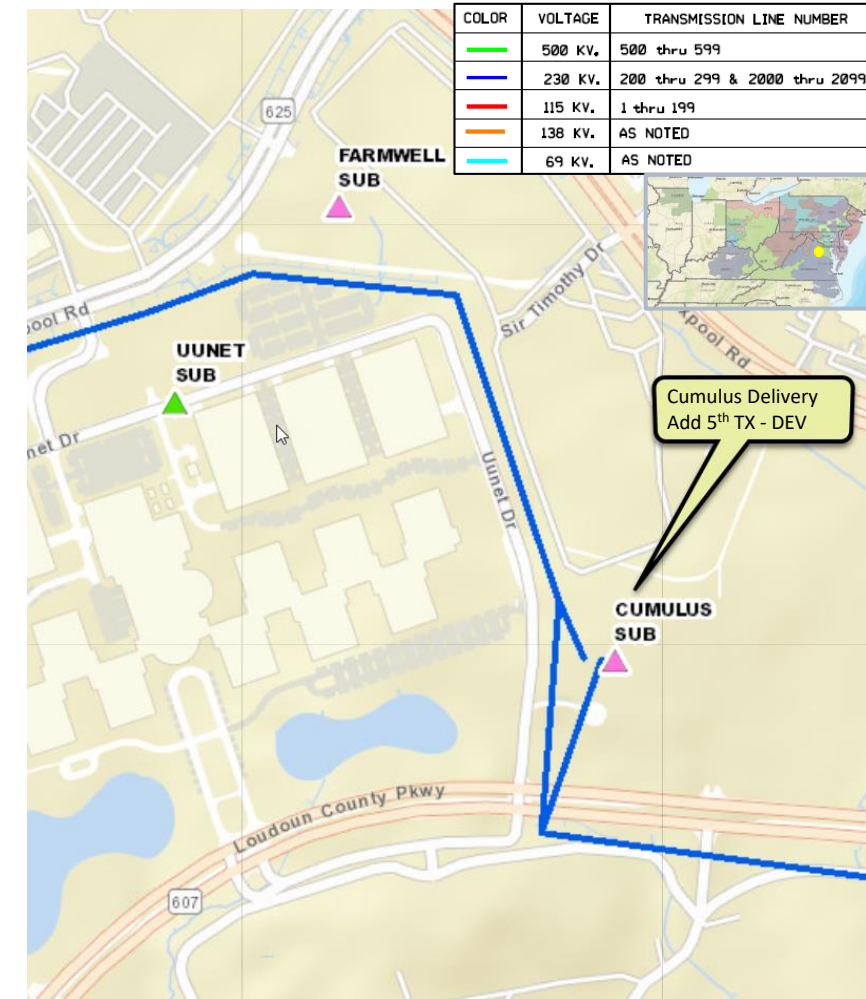 COLOR VOLTAGE TRANSMISSION LINE NUMBER
500 KV. 500 thru 599
230 KV. 200 thru 299 & 2000 thru 2099
115 KV. 1 thru 199
138 KV. AS NOTED
69 KV. AS NOTED
625
FARMWELL
SUB
Sir Timothy Dr
pool Rd
xpool Rd
UUNET
SUB
Cumulus Delivery
Add 5th TX - DEV
net Dr
Uunet Dr
CUMULUS
SUB
Loudoun County Pkwy
607